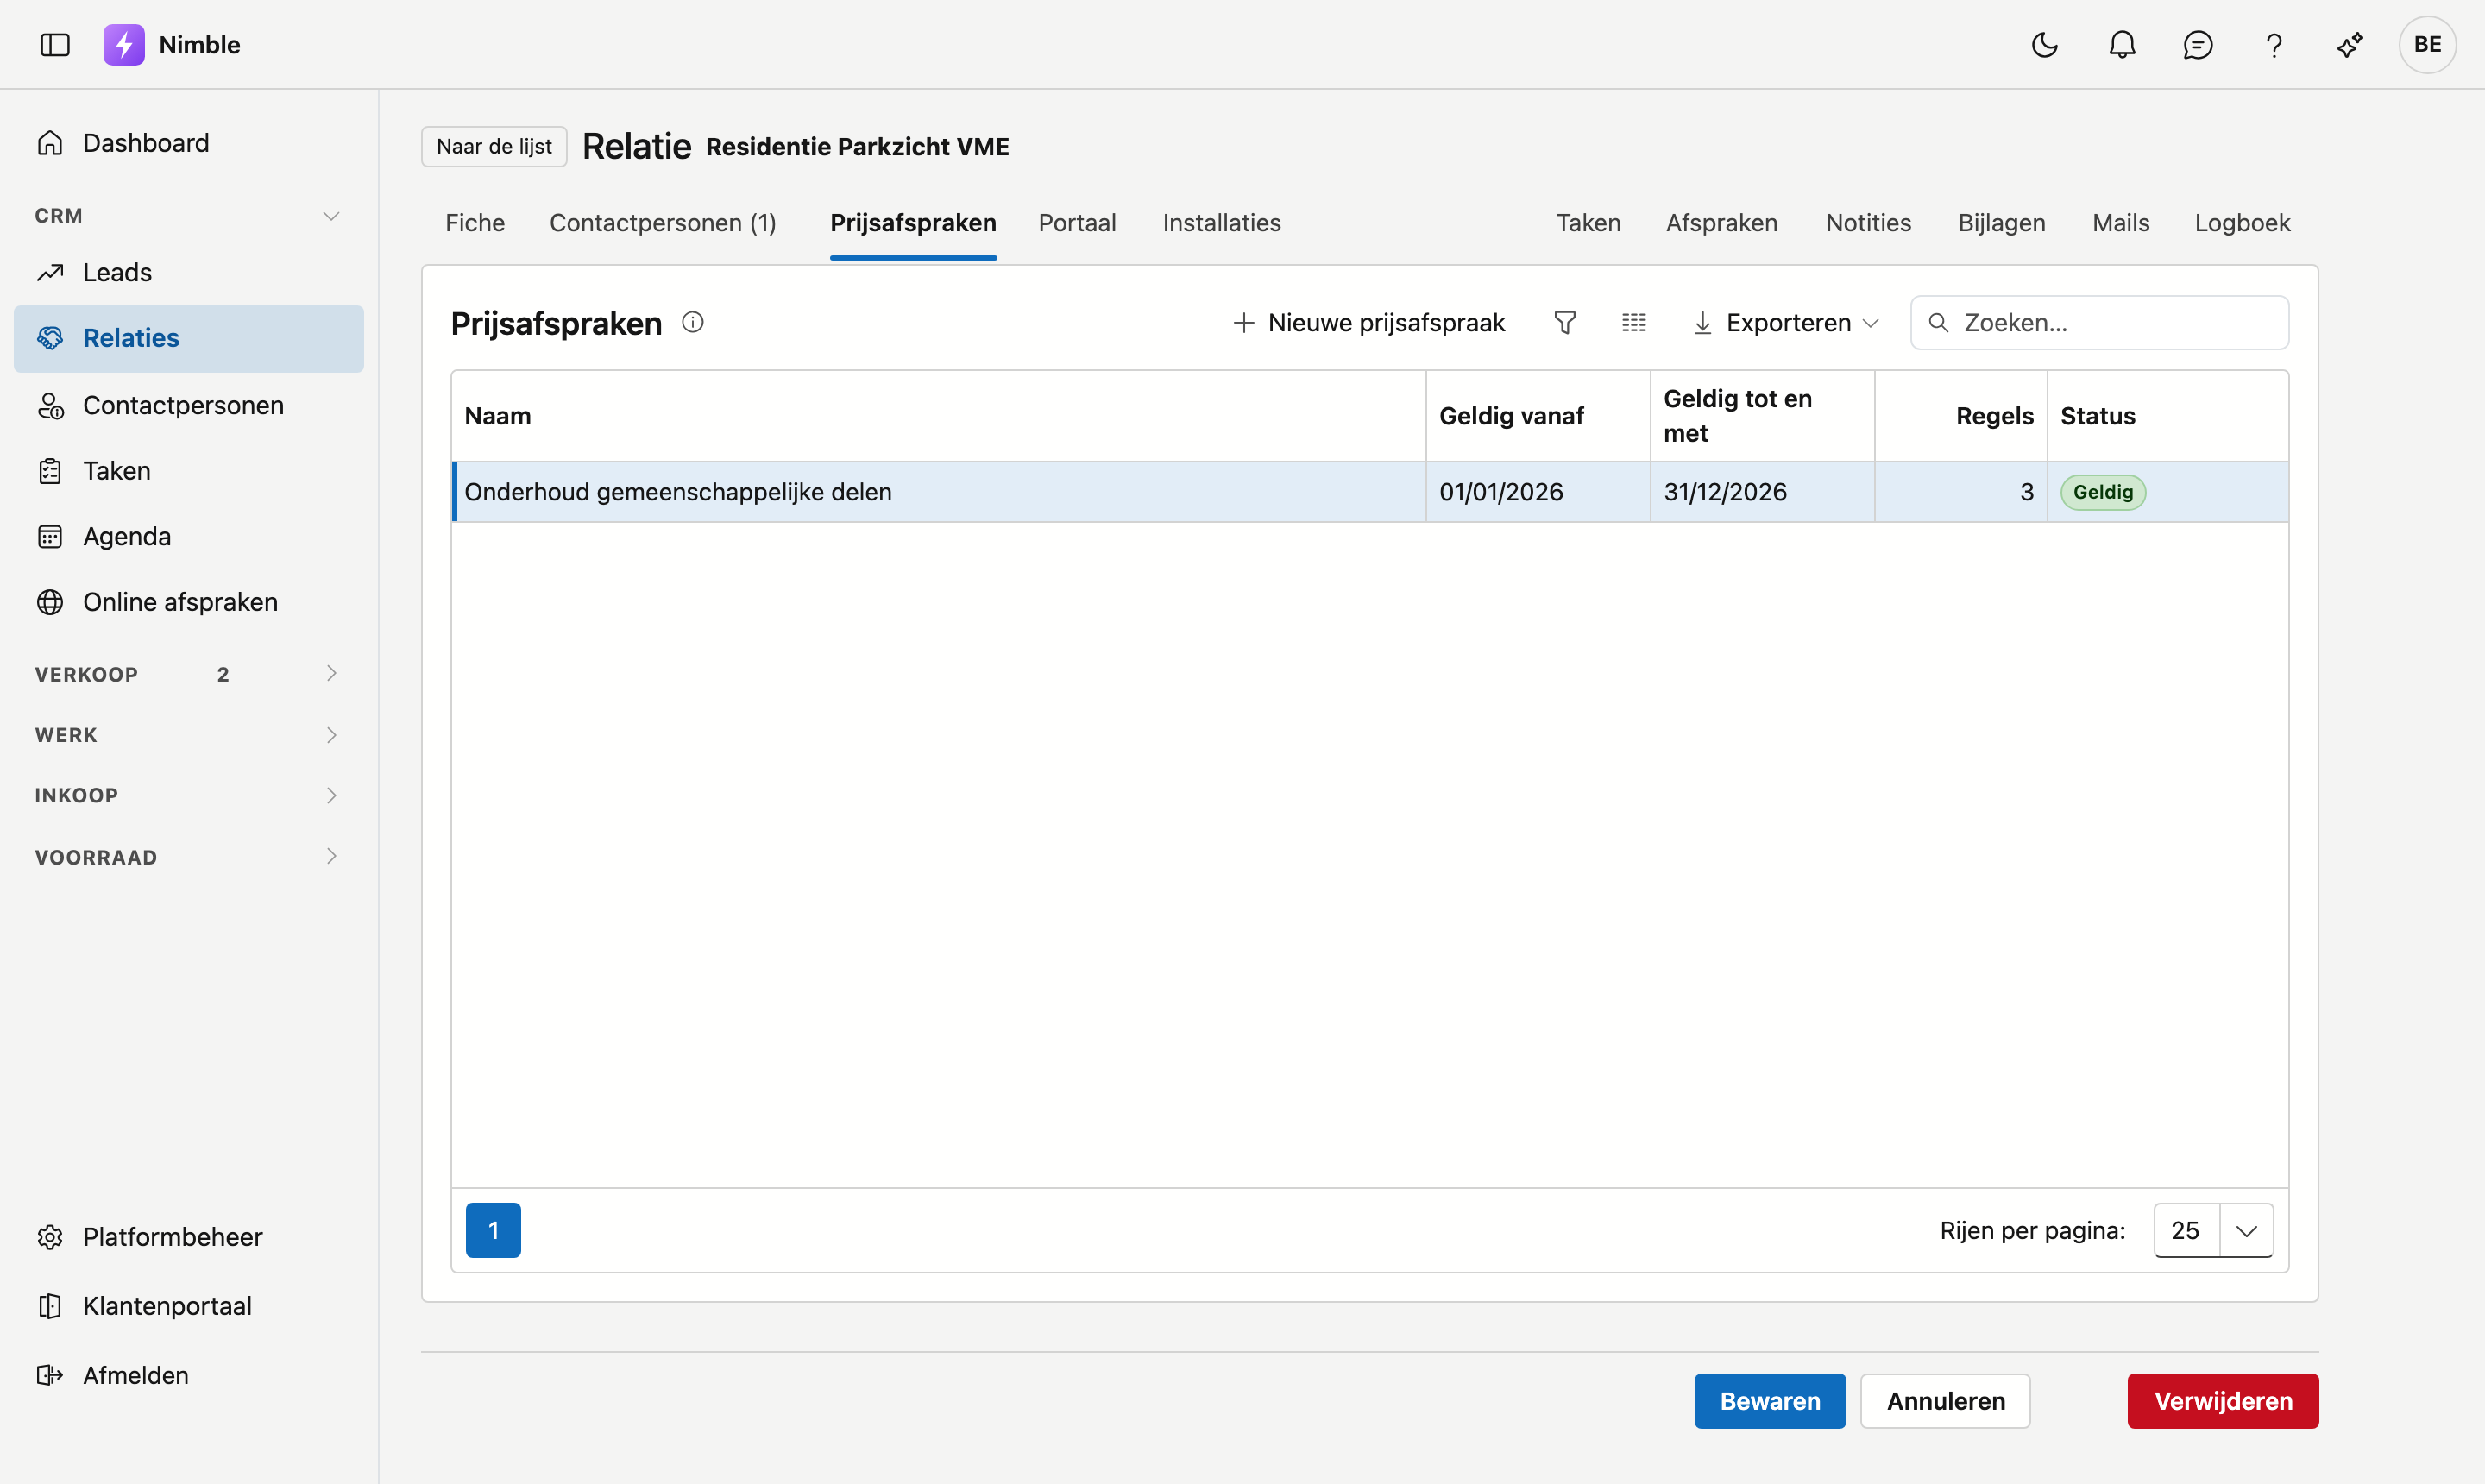 Nimble
BE
Dashboard
CRM
Leads
Relaties
Contactpersonen
Taken
Agenda
Online afspraken
VERKOOP 2
WERK
INKOOP
VOORRAAD
Platformbeheer
Klantenportaal
Afmelden
Naar de lijst Relatie Residentie Parkzicht VME
Fiche Contactpersonen (1) Prijsafspraken Portaal Installaties Taken Afspraken Notities Bijlagen Mails Logboek
Prijsafspraken Nieuwe prijsafspraak Exporteren Zoeken...
Naam Geldig vanaf Geldig tot en met Regels Status
Onderhoud gemeenschappelijke delen 01/01/2026 31/12/2026 3 Geldig
1 Rijen per pagina: 25
Bewaren Annuleren Verwijderen